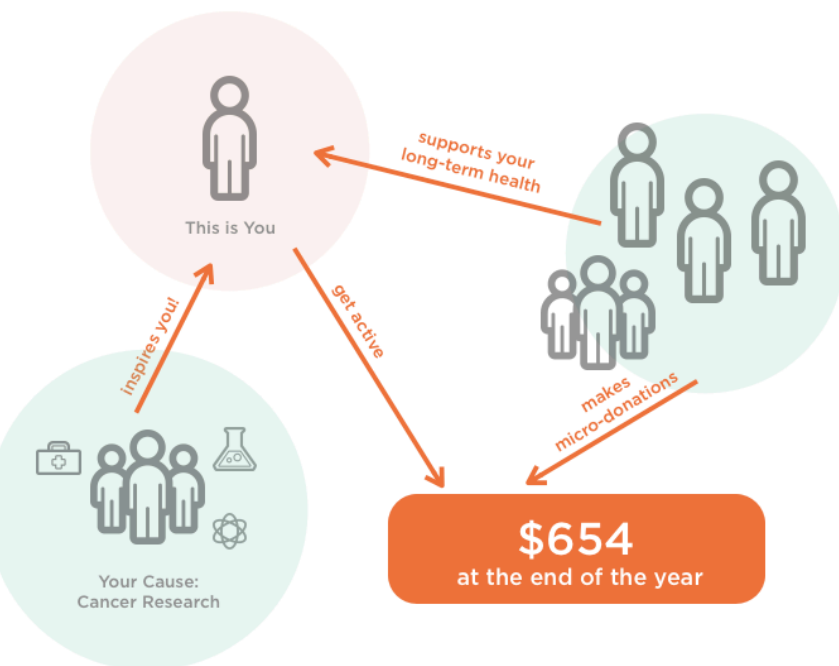 supports your
long-term health
This is You
get active
inspires you!
makes
micro-donations
$654
at the end of the year
Your Cause:
Cancer Research